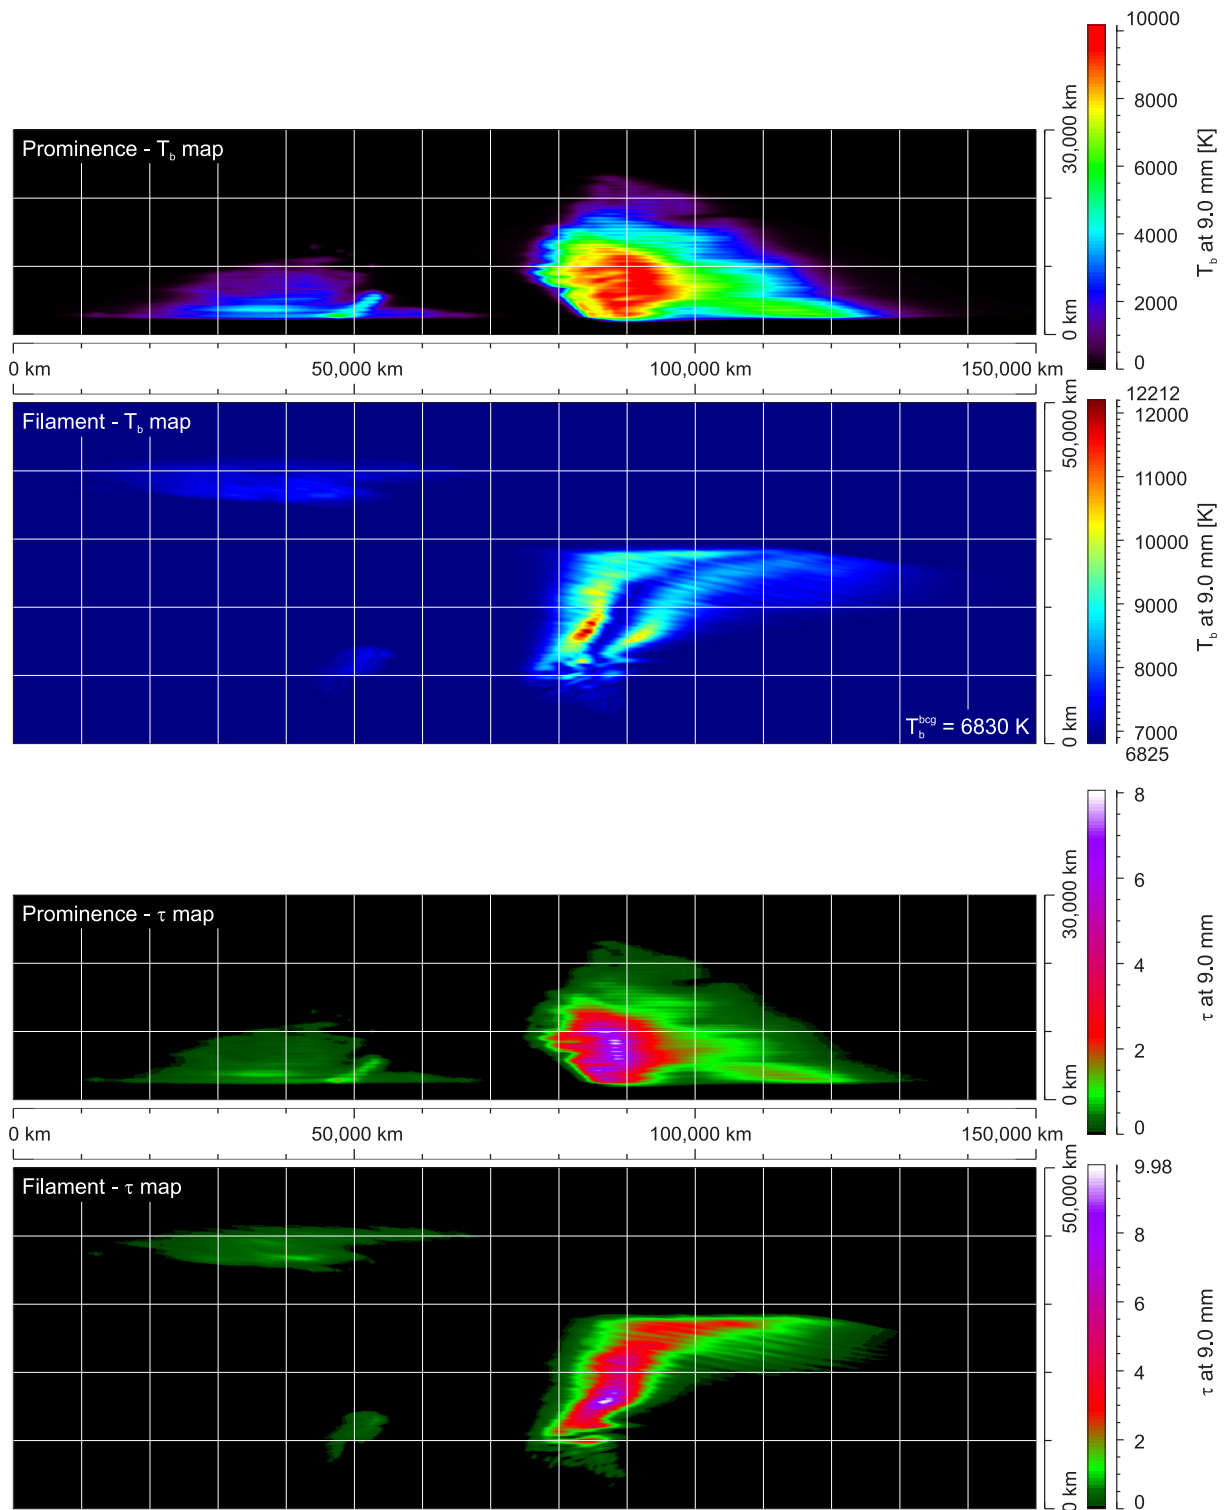 Prominence - T_b map
30,000 km
0 km
10000
8000
6000
4000
2000
0
T_b at 9.0 mm [K]
0 km
50,000 km
100,000 km
150,000 km
Filament - T_b map
50,000 km
0 km
T_b^bcg = 6830 K
12212
12000
11000
10000
9000
8000
7000
6825
T_b at 9.0 mm [K]
Prominence - τ map
30,000 km
0 km
8
6
4
2
0
τ at 9.0 mm
0 km
50,000 km
100,000 km
150,000 km
Filament - τ map
50,000 km
0 km
9.98
8
6
4
2
0
τ at 9.0 mm